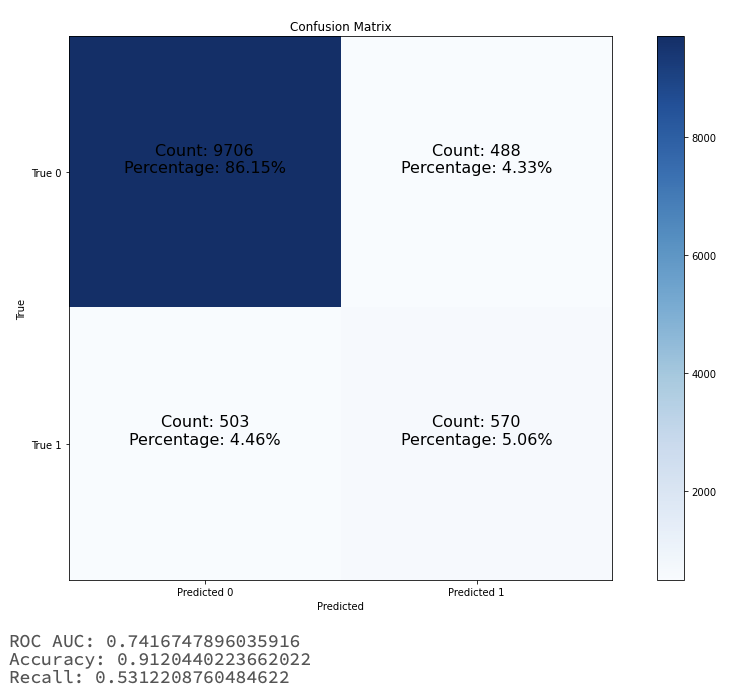 Confusion Matrix
Count: 9706
Percentage: 86.15%
Count: 488
Percentage: 4.33%
True 0
8000
6000
True
4000
Count: 503
Percentage: 4.46%
Count: 570
Percentage: 5.06%
True 1
2000
Predicted 0
Predicted 1
Predicted
ROC AUC: 0.7416747896035916
Accuracy: 0.9120440223662022
Recall: 0.5312208760484622